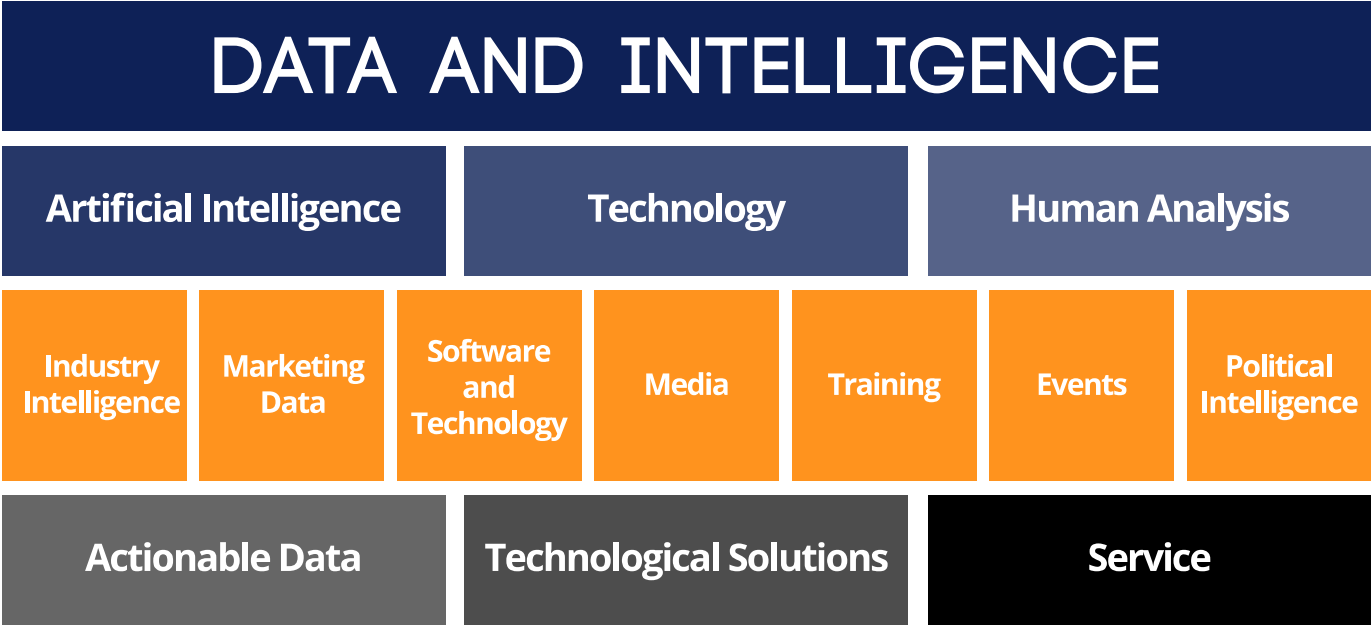 DATA AND INTELLIGENCE
Artificial Intelligence
Technology
Human Analysis
Industry
Intelligence
Marketing
Data
Software
and
Technology
Media
Training
Events
Political
Intelligence
Actionable Data
Technological Solutions
Service